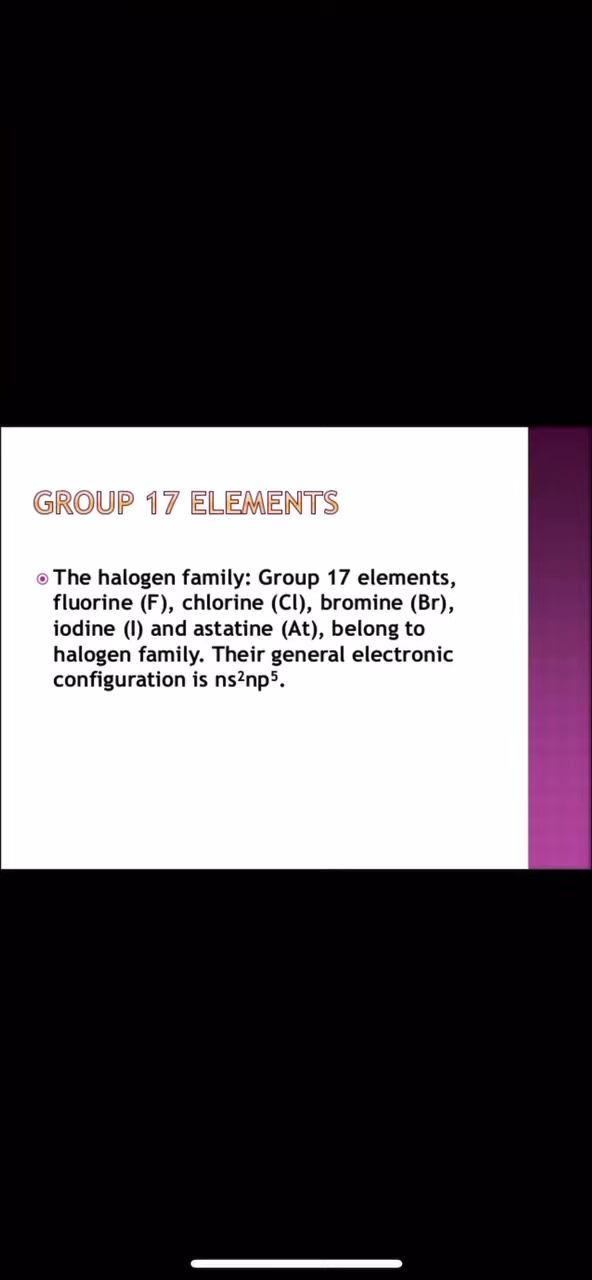 GROUP 17 ELEMENTS
The halogen family: Group 17 elements,
fluorine (F), chlorine (Cl), bromine (Br),
iodine (I) and astatine (At), belong to
halogen family. Their general electronic
configuration is ns²np⁵.